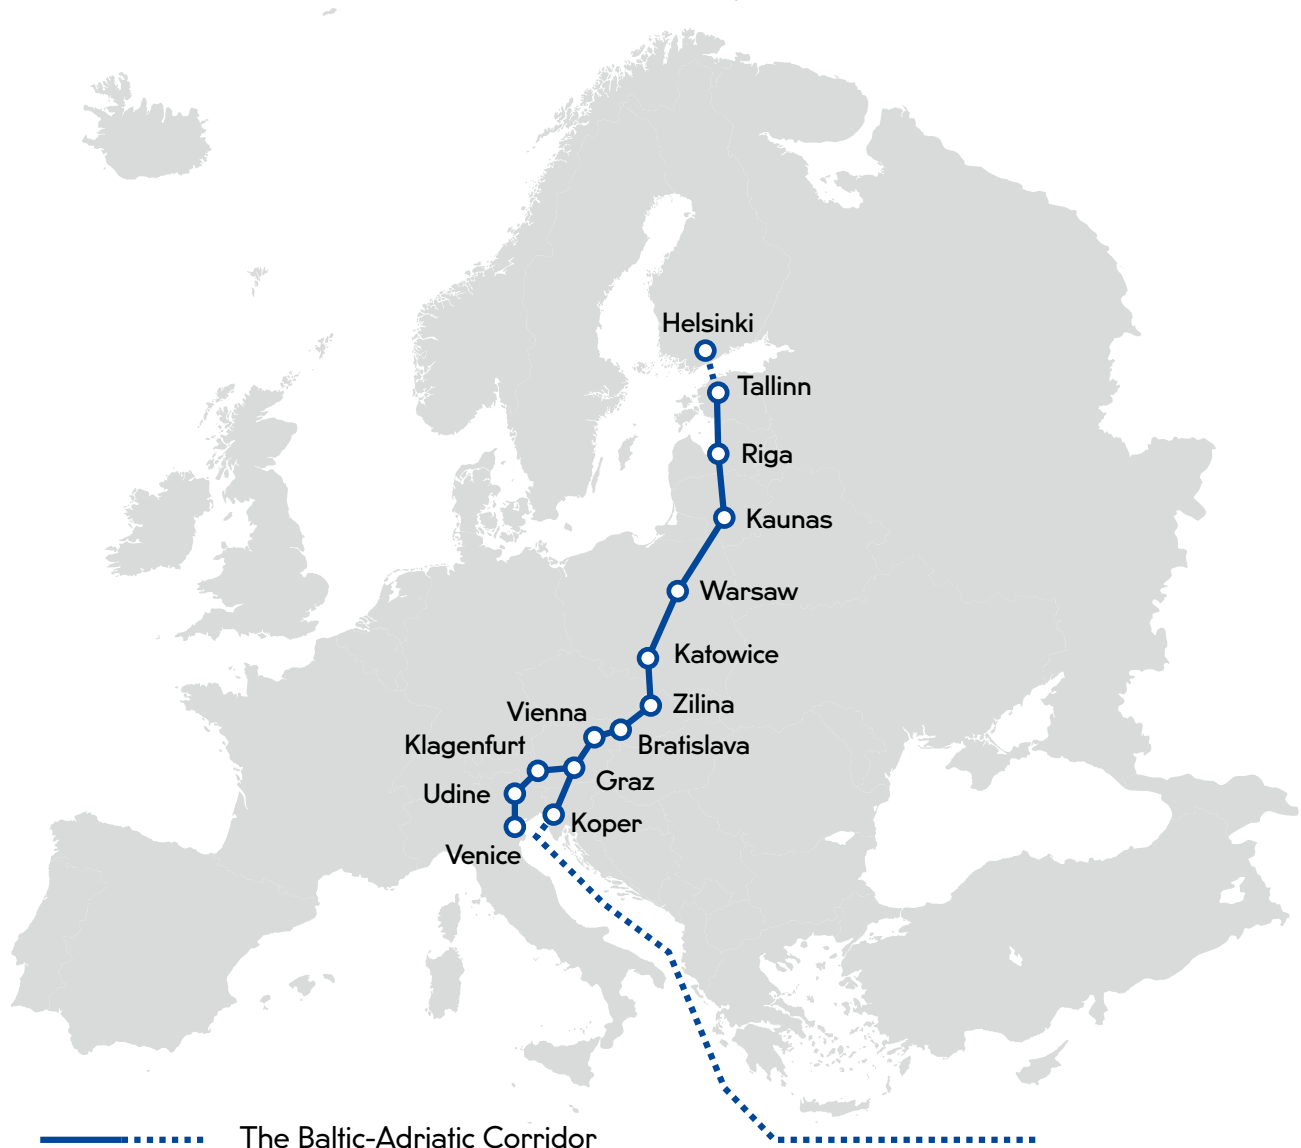 Helsinki
Tallinn
Riga
Kaunas
Warsaw
Katowice
Zilina
Vienna
Bratislava
Klagenfurt
Graz
Udine
Koper
Venice
The Baltic-Adriatic Corridor